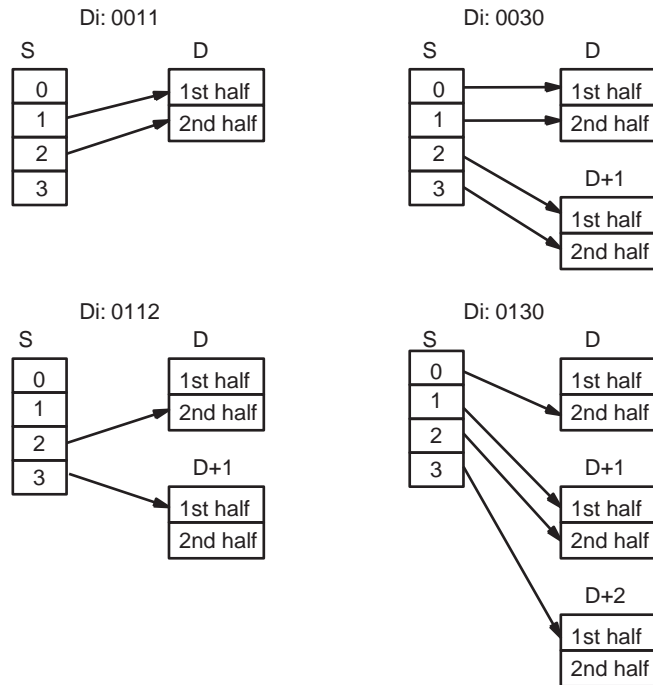 Di: 0011
S
D
0
1
2
3
1st half
2nd half
Di: 0030
S
D
0
1
2
3
1st half
2nd half
D+1
1st half
2nd half
Di: 0112
S
D
0
1
2
3
1st half
2nd half
D+1
1st half
2nd half
Di: 0130
S
D
0
1
2
3
1st half
2nd half
D+1
1st half
2nd half
D+2
1st half
2nd half